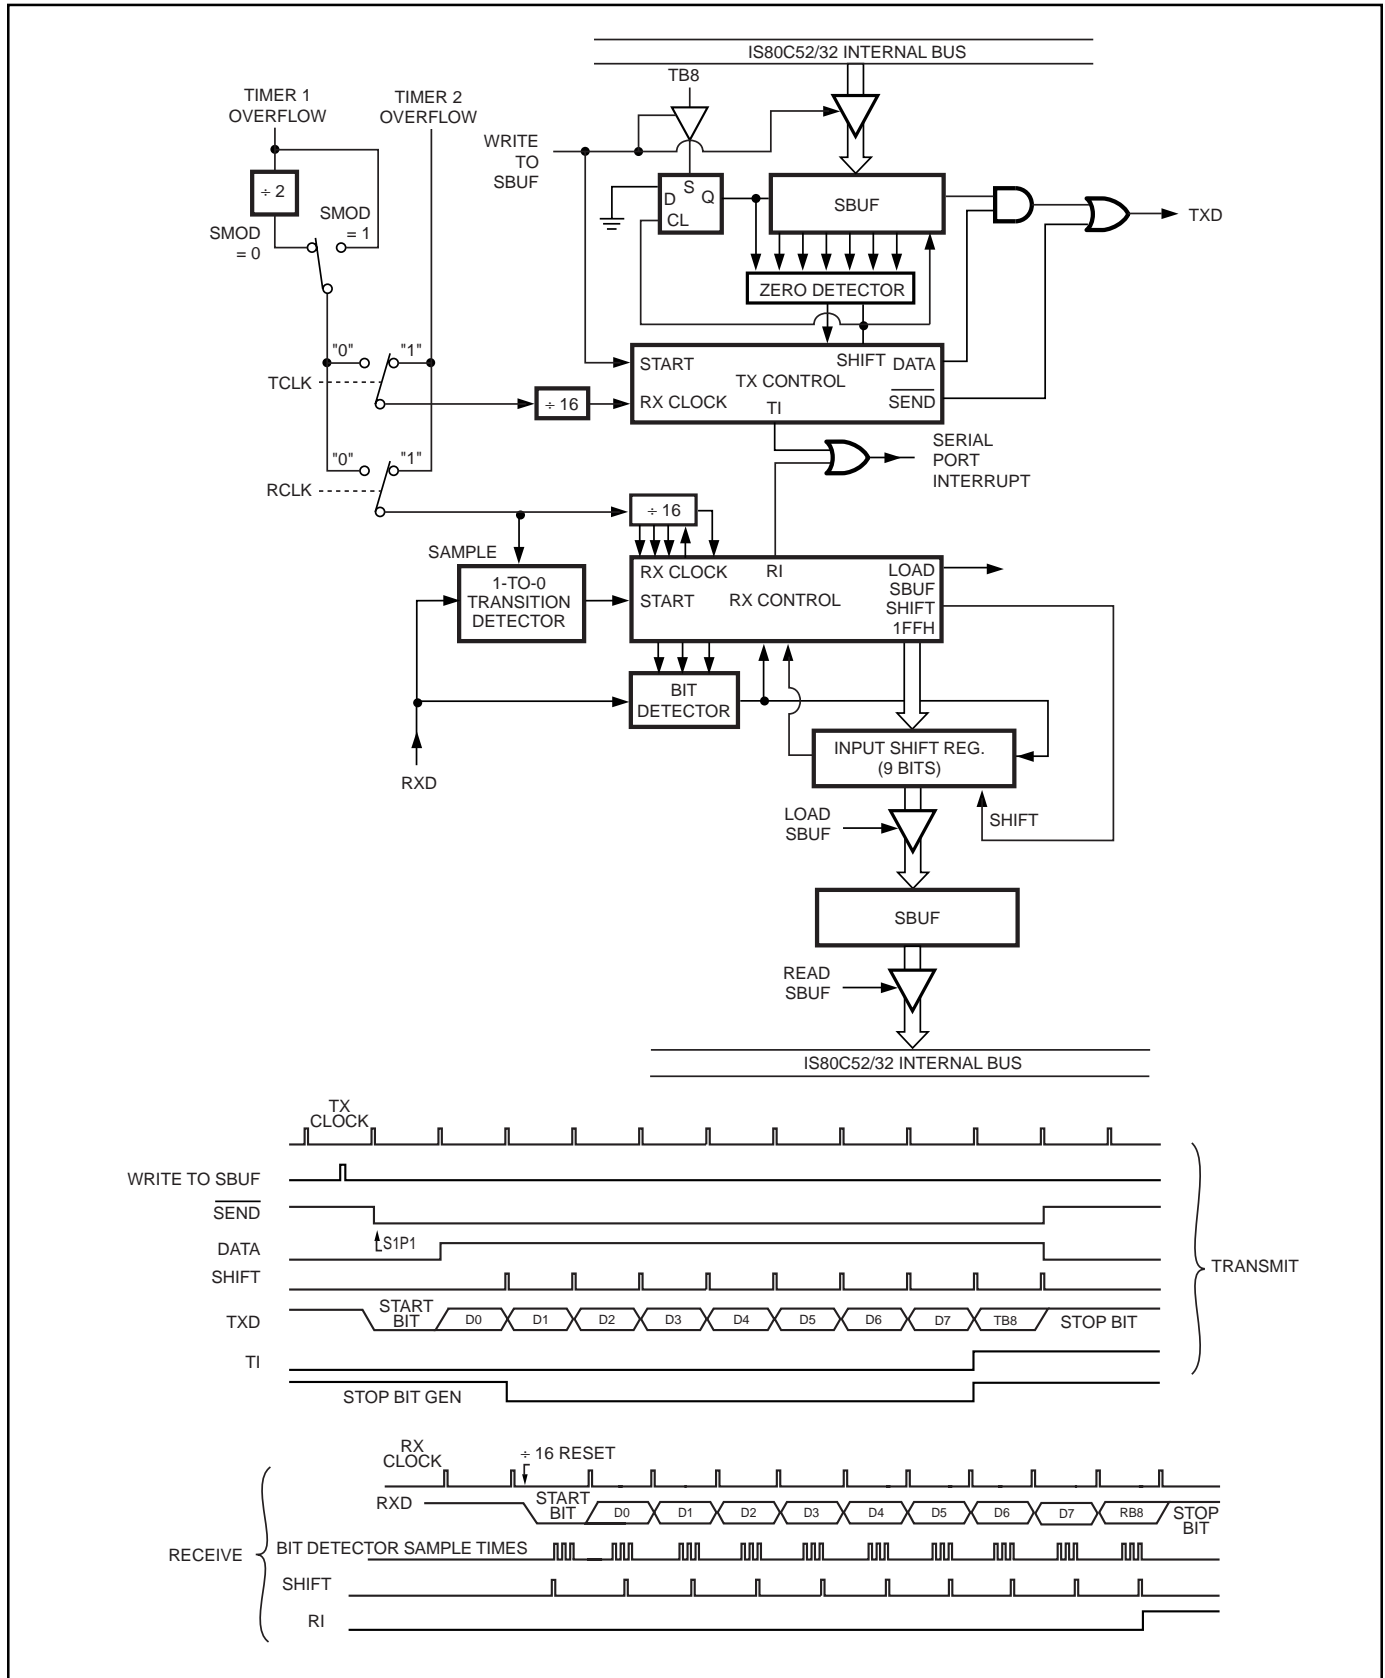 IS80C52/32 INTERNAL BUS
TB8
TIMER 1
OVERFLOW
TIMER 2
OVERFLOW
WRITE
TO
SBUF
÷ 2
SMOD
= 1
SMOD
= 0
S
D
Q
CL
SBUF
TXD
ZERO DETECTOR
"0"
"1"
TCLK
START
SHIFT
DATA
TX CONTROL
÷ 16
RX CLOCK
TI
SEND
SERIAL
PORT
INTERRUPT
"0"
"1"
RCLK
÷ 16
SAMPLE
1-TO-0
TRANSITION
DETECTOR
RX CLOCK
RI
LOAD
SBUF
START
RX CONTROL
SHIFT
1FFH
BIT
DETECTOR
RXD
INPUT SHIFT REG.
(9 BITS)
LOAD
SBUF
SHIFT
SBUF
READ
SBUF
IS80C52/32 INTERNAL BUS
TX
CLOCK
WRITE TO SBUF
SEND
S1P1
DATA
SHIFT
TXD
START
BIT
D0
D1
D2
D3
D4
D5
D6
D7
TB8
STOP BIT
TI
STOP BIT GEN
TRANSMIT
RX
CLOCK
÷ 16 RESET
RXD
START
BIT
D0
D1
D2
D3
D4
D5
D6
D7
RB8
STOP
BIT
RECEIVE
BIT DETECTOR SAMPLE TIMES
SHIFT
RI